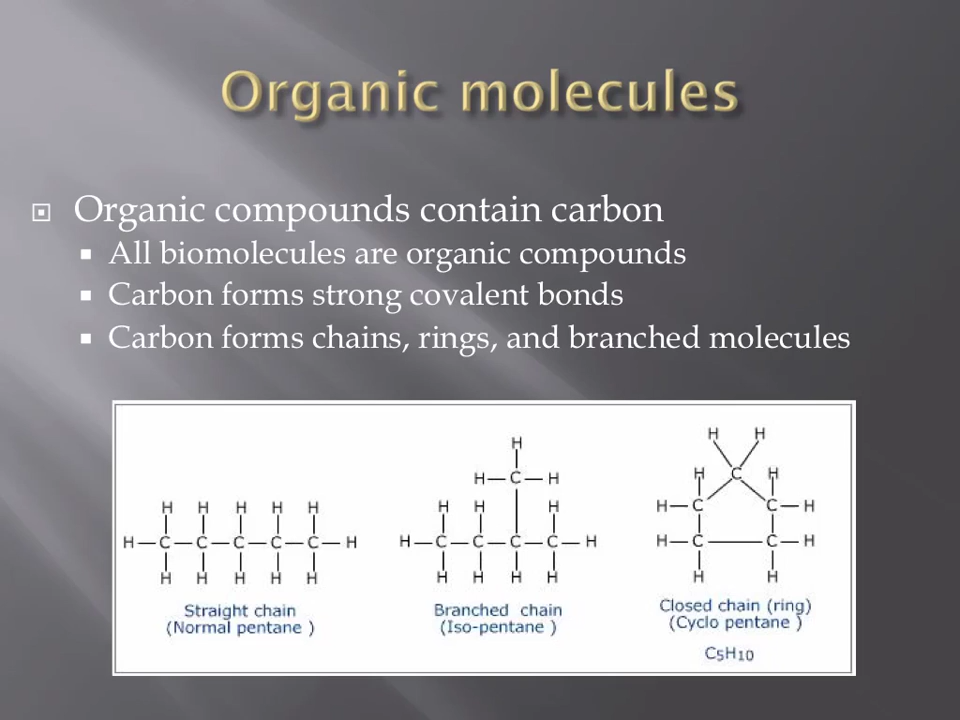 Organic molecules
Organic compounds contain carbon
All biomolecules are organic compounds
Carbon forms strong covalent bonds
Carbon forms chains, rings, and branched molecules
H H H H H
H—C—C—C—C—C—H
H H H H H
Straight chain
(Normal pentane )
H
H—C—H
H H H
H—C—C—C—C—H
H H H H
Branched chain
(Iso-pentane )
H H
H C H
H—C C—H
H—C—C—H
H H
Closed chain (ring)
(Cyclo pentane )
C5H10